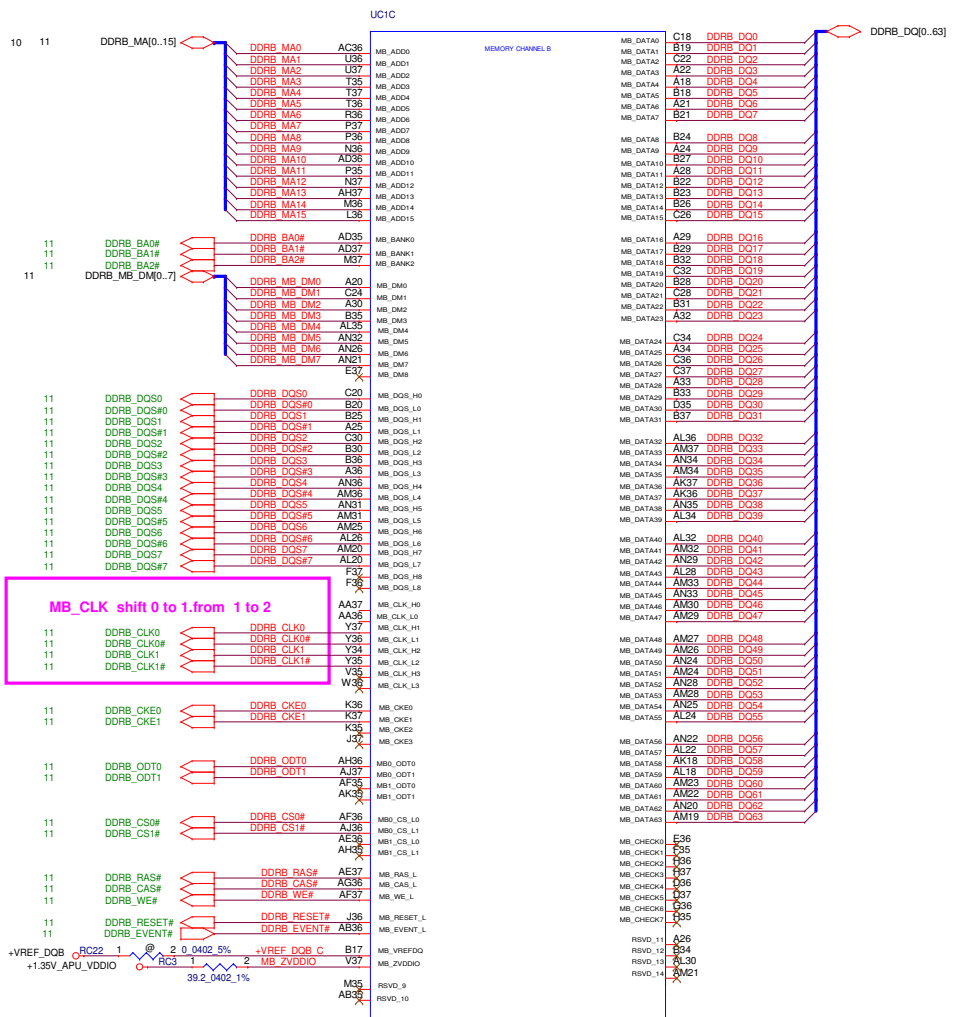 UC1C
10 11 DDRB_MA[0..15]
DDRB_MA0 AC36 MB_ADD0
DDRB_MA1 U36 MB_ADD1
DDRB_MA2 U37 MB_ADD2
DDRB_MA3 T35 MB_ADD3
DDRB_MA4 T37 MB_ADD4
DDRB_MA5 T36 MB_ADD5
DDRB_MA6 R36 MB_ADD6
DDRB_MA7 P37 MB_ADD7
DDRB_MA8 P36 MB_ADD8
DDRB_MA9 N36 MB_ADD9
DDRB_MA10 AD36 MB_ADD10
DDRB_MA11 P35 MB_ADD11
DDRB_MA12 N37 MB_ADD12
DDRB_MA13 AH37 MB_ADD13
DDRB_MA14 M36 MB_ADD14
DDRB_MA15 L36 MB_ADD15
11 DDRB_BA0# DDRB_BA0# AD35 MB_BANK0
11 DDRB_BA1# DDRB_BA1# AD37 MB_BANK1
11 DDRB_BA2# DDRB_BA2# M37 MB_BANK2
11 DDRB_MB_DM[0..7]
DDRB_MB_DM0 A20 MB_DM0
DDRB_MB_DM1 C24 MB_DM1
DDRB_MB_DM2 A30 MB_DM2
DDRB_MB_DM3 B35 MB_DM3
DDRB_MB_DM4 AL35 MB_DM4
DDRB_MB_DM5 AN32 MB_DM5
DDRB_MB_DM6 AN26 MB_DM6
DDRB_MB_DM7 AN21 MB_DM7
E37 MB_DM8
11 DDRB_DQS0 DDRB_DQS0 C20 MB_DQS_H0
11 DDRB_DQS#0 DDRB_DQS#0 B20 MB_DQS_L0
11 DDRB_DQS1 DDRB_DQS1 B25 MB_DQS_H1
11 DDRB_DQS#1 DDRB_DQS#1 A25 MB_DQS_L1
11 DDRB_DQS2 DDRB_DQS2 C30 MB_DQS_H2
11 DDRB_DQS#2 DDRB_DQS#2 B30 MB_DQS_L2
11 DDRB_DQS3 DDRB_DQS3 B36 MB_DQS_H3
11 DDRB_DQS#3 DDRB_DQS#3 A36 MB_DQS_L3
11 DDRB_DQS4 DDRB_DQS4 AN36 MB_DQS_H4
11 DDRB_DQS#4 DDRB_DQS#4 AM36 MB_DQS_L4
11 DDRB_DQS5 DDRB_DQS5 AN31 MB_DQS_H5
11 DDRB_DQS#5 DDRB_DQS#5 AM31 MB_DQS_L5
11 DDRB_DQS6 DDRB_DQS6 AM25 MB_DQS_H6
11 DDRB_DQS#6 DDRB_DQS#6 AL26 MB_DQS_L6
11 DDRB_DQS7 DDRB_DQS7 AM20 MB_DQS_H7
11 DDRB_DQS#7 DDRB_DQS#7 AL20 MB_DQS_L7
F37 MB_DQS_H8
F36 MB_DQS_L8
MB_CLK shift 0 to 1.from 1 to 2
AA37 MB_CLK_H0
AA36 MB_CLK_L0
11 DDRB_CLK0 DDRB_CLK0 Y37 MB_CLK_H1
11 DDRB_CLK0# DDRB_CLK0# Y36 MB_CLK_L1
11 DDRB_CLK1 DDRB_CLK1 Y34 MB_CLK_H2
11 DDRB_CLK1# DDRB_CLK1# Y35 MB_CLK_L2
V35 MB_CLK_H3
W36 MB_CLK_L3
11 DDRB_CKE0 DDRB_CKE0 K36 MB_CKE0
11 DDRB_CKE1 DDRB_CKE1 K37 MB_CKE1
K35 MB_CKE2
J37 MB_CKE3
11 DDRB_ODT0 DDRB_ODT0 AH36 MB0_ODT0
11 DDRB_ODT1 DDRB_ODT1 AJ37 MB0_ODT1
AF35 MB1_ODT0
AK35 MB1_ODT1
11 DDRB_CS0# DDRB_CS0# AF36 MB0_CS_L0
11 DDRB_CS1# DDRB_CS1# AJ36 MB0_CS_L1
AE36 MB1_CS_L0
AH35 MB1_CS_L1
11 DDRB_RAS# DDRB_RAS# AE37 MB_RAS_L
11 DDRB_CAS# DDRB_CAS# AG36 MB_CAS_L
11 DDRB_WE# DDRB_WE# AF37 MB_WE_L
11 DDRB_RESET# DDRB_RESET# J36 MB_RESET_L
11 DDRB_EVENT# DDRB_EVENT# AB36 MB_EVENT_L
+VREF_DQB RC22 1 @ 2 0_0402_5% +VREF_DQB_C B17 MB_VREFDQ
+1.35V_APU_VDDIO RC3 1 2 MB_ZVDDIO V37 MB_ZVDDIO
39.2_0402_1%
M35 RSVD_9
AB35 RSVD_10
MEMORY CHANNEL B
DDRB_DQ[0..63]
MB_DATA0 C18 DDRB_DQ0
MB_DATA1 B19 DDRB_DQ1
MB_DATA2 C22 DDRB_DQ2
MB_DATA3 A22 DDRB_DQ3
MB_DATA4 A18 DDRB_DQ4
MB_DATA5 B18 DDRB_DQ5
MB_DATA6 A21 DDRB_DQ6
MB_DATA7 B21 DDRB_DQ7
MB_DATA8 B24 DDRB_DQ8
MB_DATA9 A24 DDRB_DQ9
MB_DATA10 B27 DDRB_DQ10
MB_DATA11 A28 DDRB_DQ11
MB_DATA12 B22 DDRB_DQ12
MB_DATA13 B23 DDRB_DQ13
MB_DATA14 B26 DDRB_DQ14
MB_DATA15 C26 DDRB_DQ15
MB_DATA16 A29 DDRB_DQ16
MB_DATA17 B29 DDRB_DQ17
MB_DATA18 B32 DDRB_DQ18
MB_DATA19 C32 DDRB_DQ19
MB_DATA20 B28 DDRB_DQ20
MB_DATA21 C28 DDRB_DQ21
MB_DATA22 B31 DDRB_DQ22
MB_DATA23 A32 DDRB_DQ23
MB_DATA24 C34 DDRB_DQ24
MB_DATA25 A34 DDRB_DQ25
MB_DATA26 C36 DDRB_DQ26
MB_DATA27 C37 DDRB_DQ27
MB_DATA28 A33 DDRB_DQ28
MB_DATA29 B33 DDRB_DQ29
MB_DATA30 D35 DDRB_DQ30
MB_DATA31 B37 DDRB_DQ31
MB_DATA32 AL36 DDRB_DQ32
MB_DATA33 AM37 DDRB_DQ33
MB_DATA34 AN34 DDRB_DQ34
MB_DATA35 AM34 DDRB_DQ35
MB_DATA36 AK37 DDRB_DQ36
MB_DATA37 AK36 DDRB_DQ37
MB_DATA38 AN35 DDRB_DQ38
MB_DATA39 AL34 DDRB_DQ39
MB_DATA40 AL32 DDRB_DQ40
MB_DATA41 AM32 DDRB_DQ41
MB_DATA42 AN29 DDRB_DQ42
MB_DATA43 AL28 DDRB_DQ43
MB_DATA44 AM33 DDRB_DQ44
MB_DATA45 AN33 DDRB_DQ45
MB_DATA46 AM30 DDRB_DQ46
MB_DATA47 AM29 DDRB_DQ47
MB_DATA48 AM27 DDRB_DQ48
MB_DATA49 AM26 DDRB_DQ49
MB_DATA50 AN24 DDRB_DQ50
MB_DATA51 AM24 DDRB_DQ51
MB_DATA52 AN28 DDRB_DQ52
MB_DATA53 AM28 DDRB_DQ53
MB_DATA54 AN25 DDRB_DQ54
MB_DATA55 AL24 DDRB_DQ55
MB_DATA56 AN22 DDRB_DQ56
MB_DATA57 AL22 DDRB_DQ57
MB_DATA58 AK18 DDRB_DQ58
MB_DATA59 AL18 DDRB_DQ59
MB_DATA60 AM23 DDRB_DQ60
MB_DATA61 AM22 DDRB_DQ61
MB_DATA62 AN20 DDRB_DQ62
MB_DATA63 AM19 DDRB_DQ63
MB_CHECK0 E36
MB_CHECK1 F35
MB_CHECK2 H36
MB_CHECK3 H37
MB_CHECK4 D36
MB_CHECK5 D37
MB_CHECK6 G36
MB_CHECK7 H35
RSVD_11 A26
RSVD_12 B34
RSVD_13 AL30
RSVD_14 AM21